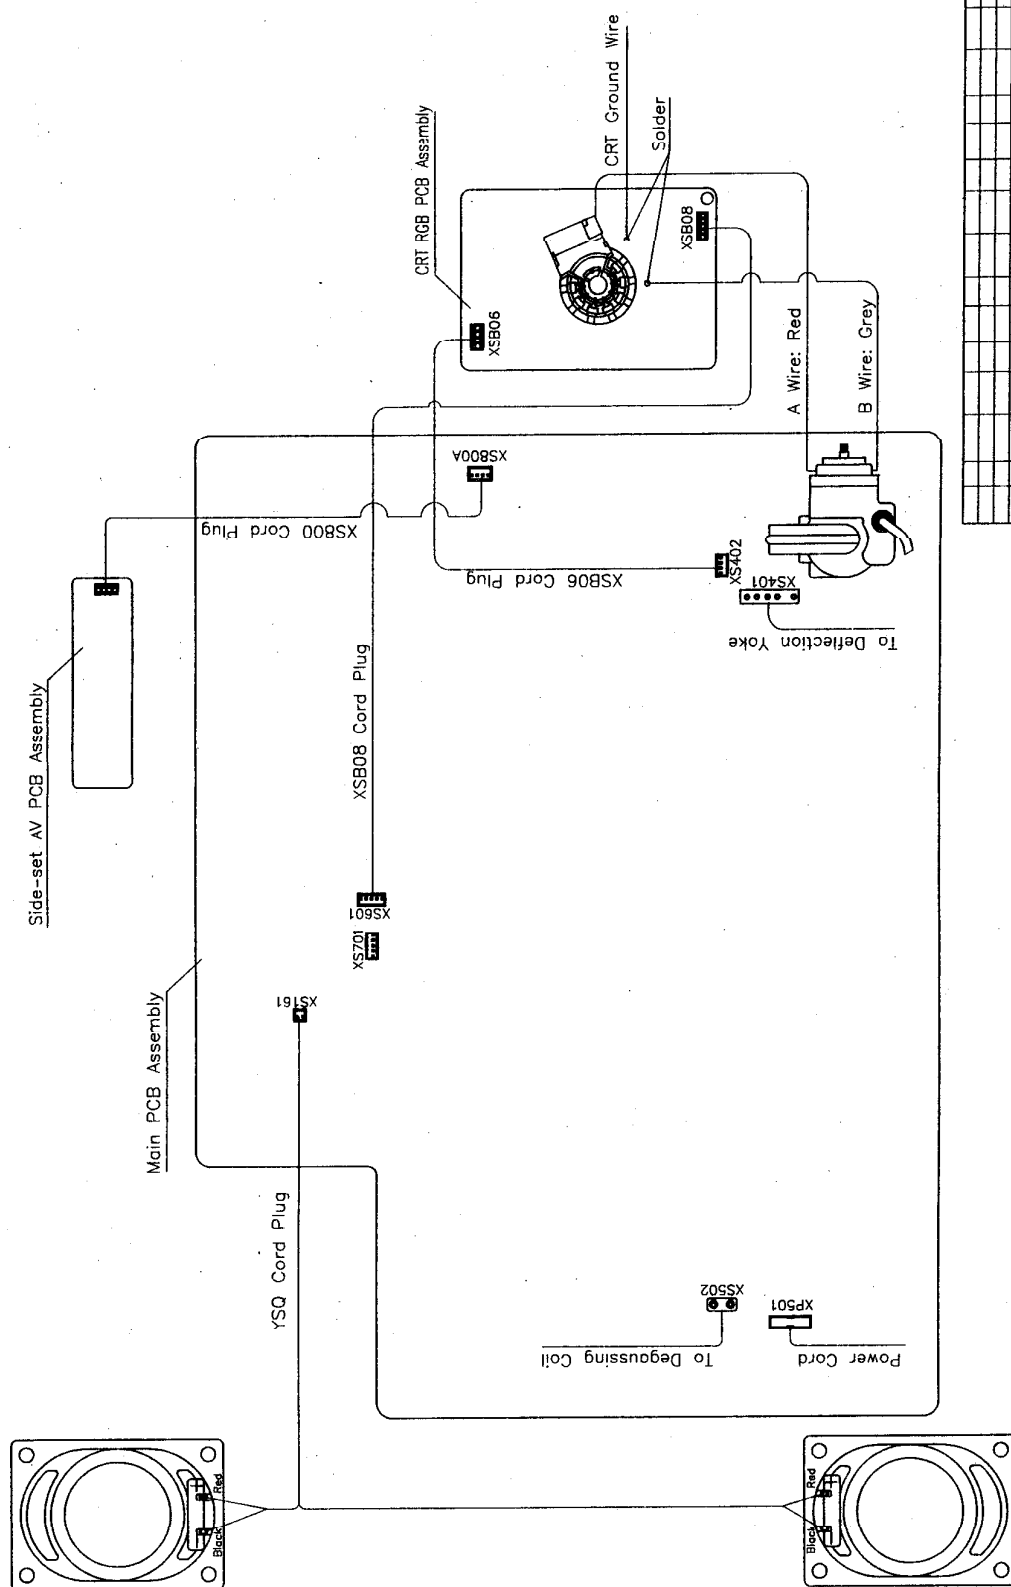 CRT Ground Wire
Solder
CRT RGB PCB Assembly
XSB08
XSB06
A Wire: Red
B Wire: Grey
XS800A
XS800 Cord Plug
XSB06 Cord Plug
XS402
XS401
To Deflection Yoke
Side-set AV PCB Assembly
XSB08 Cord Plug
XS601
XS701
XS161
Main PCB Assembly
YSQ Cord Plug
XS502
To Degaussing Coil
XP501
Power Cord
Red
Black
+
Red
Black
+